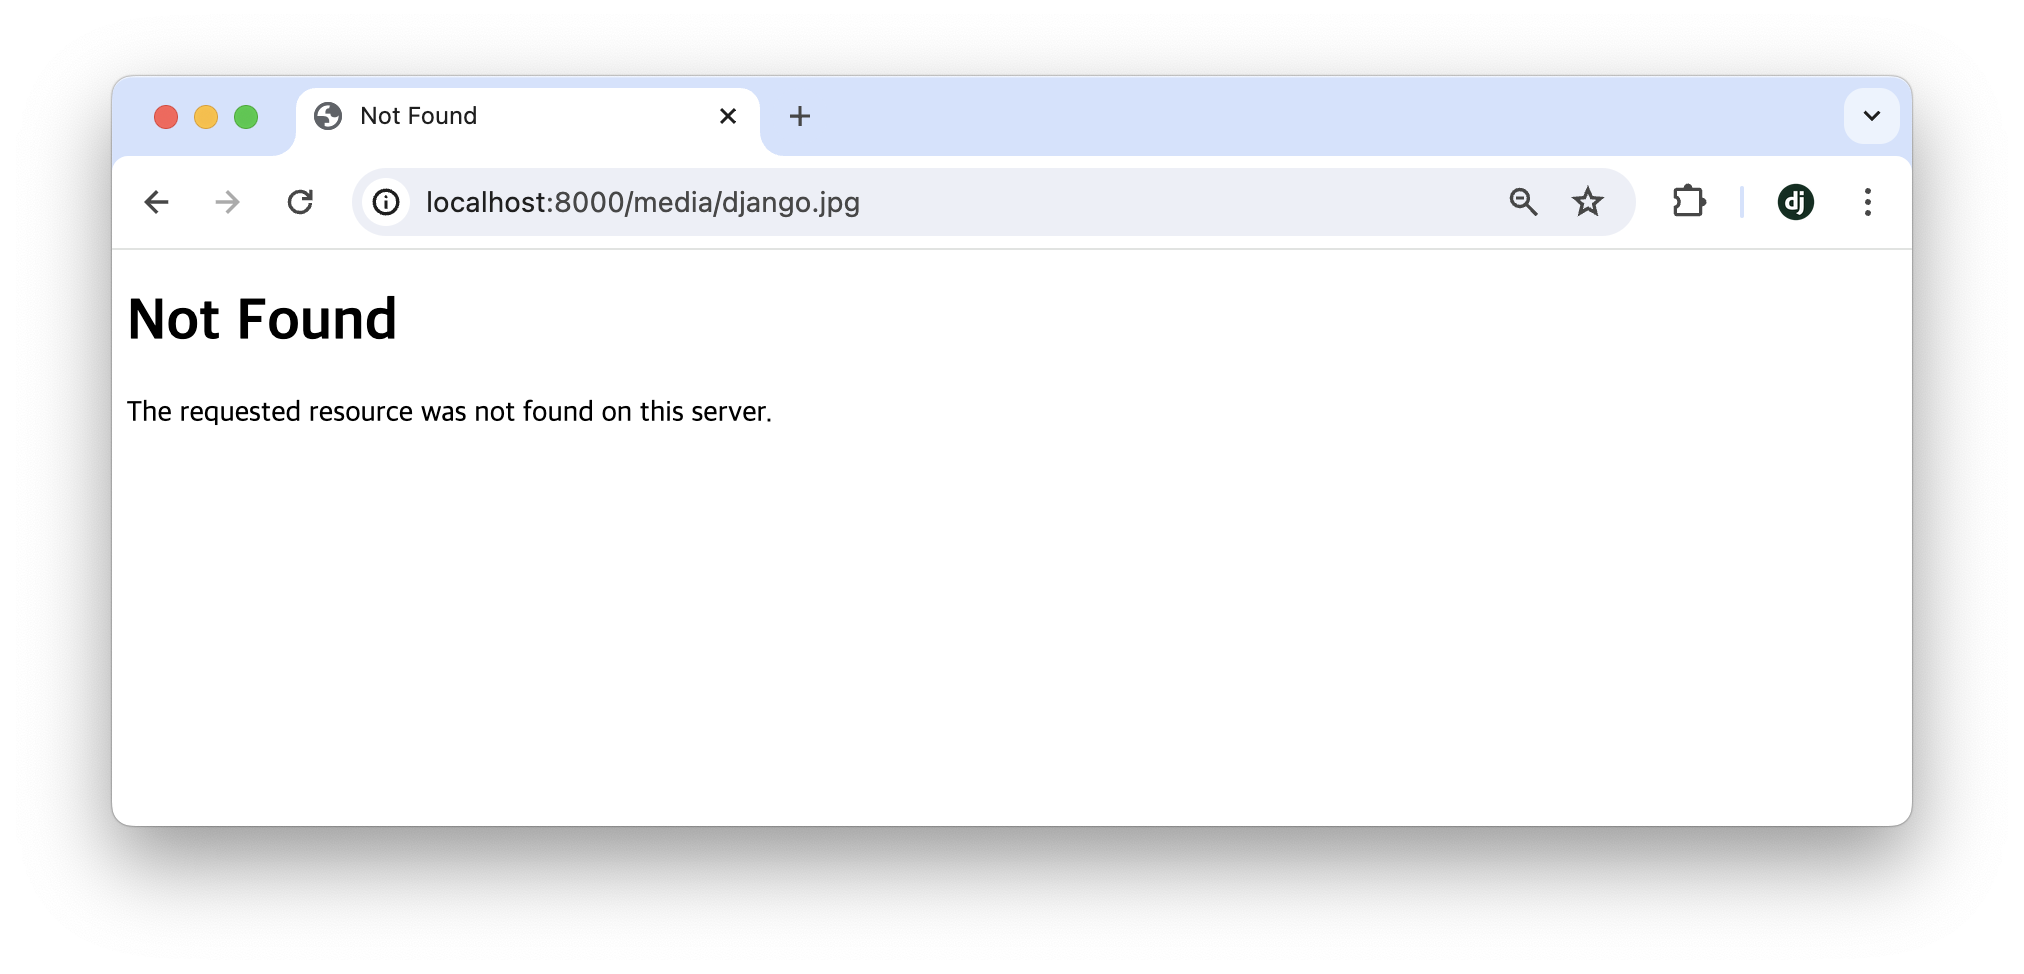 Not Found
localhost:8000/media/django.jpg
dj
Not Found
The requested resource was not found on this server.